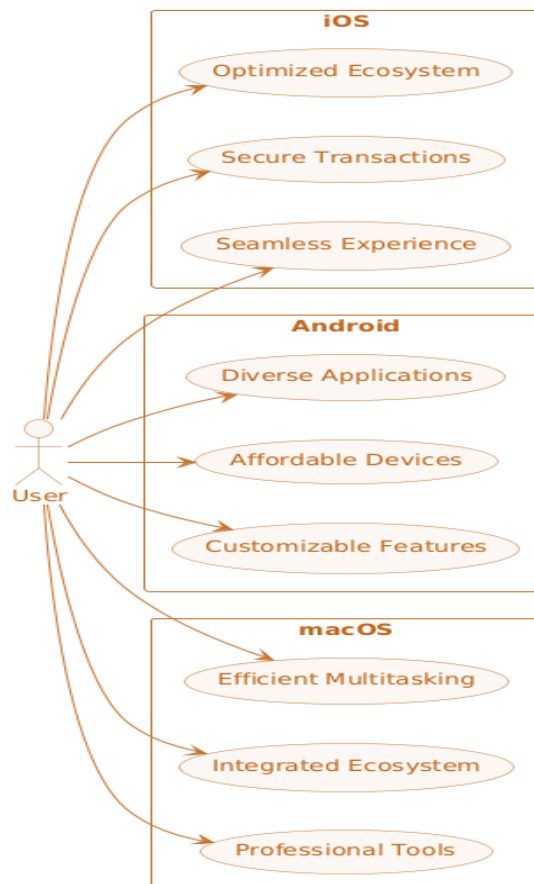 iOS
Optimized Ecosystem
Secure Transactions
Seamless Experience
Android
Diverse Applications
Affordable Devices
User
Customizable Features
macOS
Efficient Multitasking
Integrated Ecosystem
Professional Tools